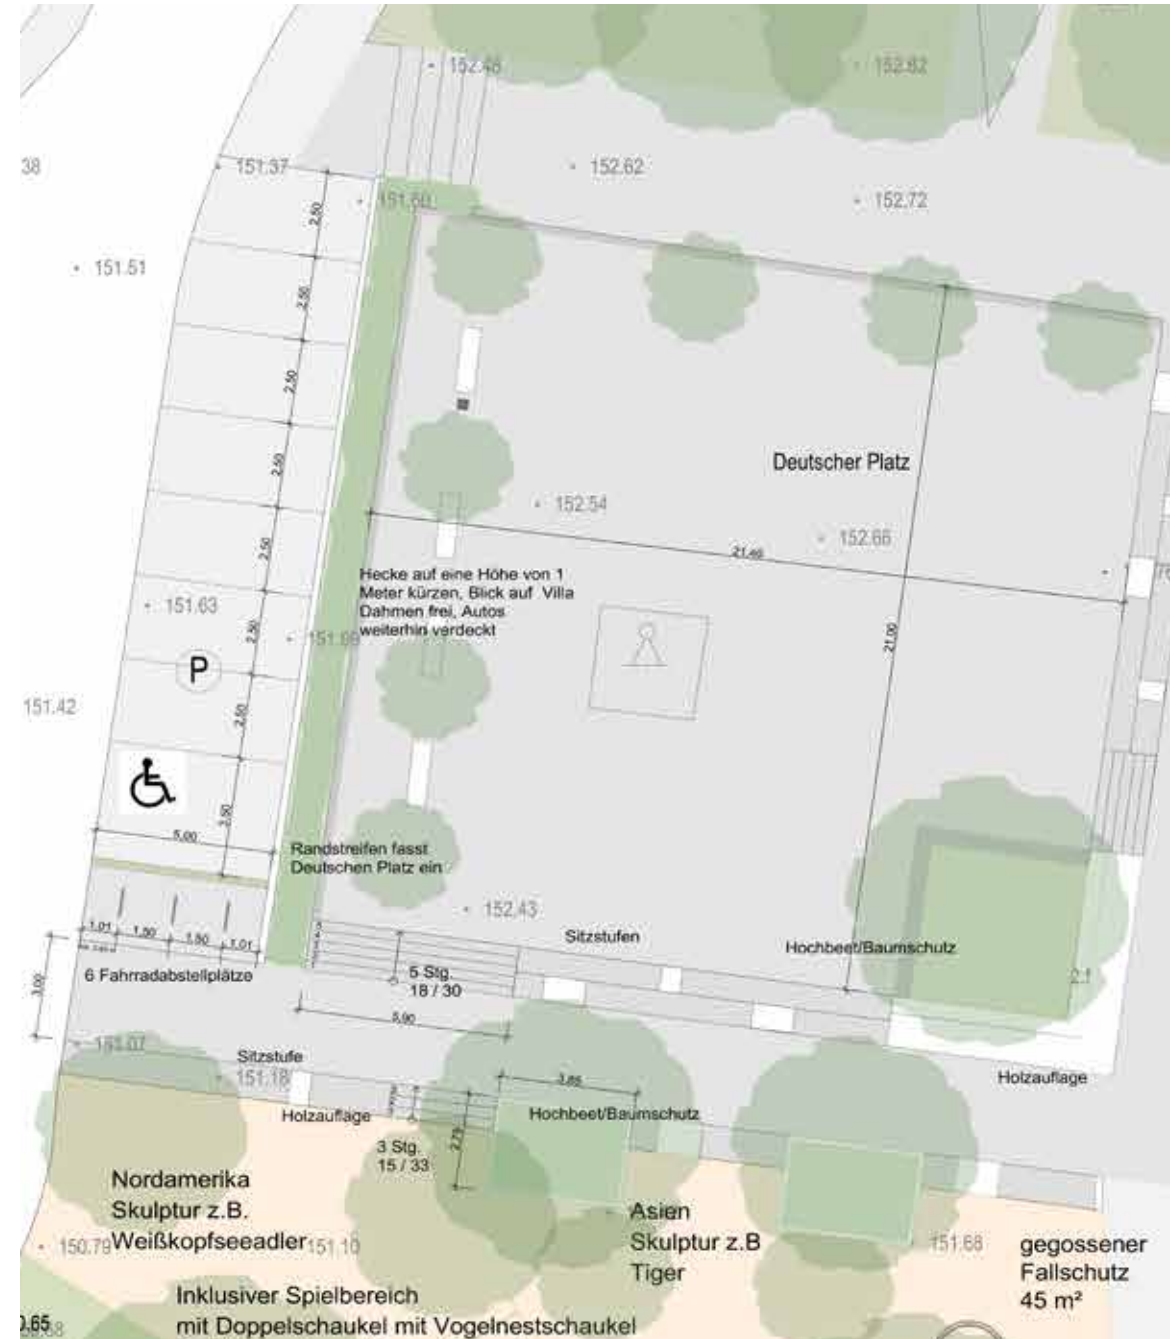 152.48
152.62
38
151.37
152.62
151.60
152.72
2,50
151.51
2,50
2,50
2,50
Deutscher Platz
152.54
152.66
2,50
21,40
Hecke auf eine Höhe von 1
Meter kürzen, Blick auf Villa
Dahmen frei, Autos
weiterhin verdeckt
151.63
2,50
21,00
P
151.42
2,50
3,50
5,00
Randstreifen fasst
Deutschen Platz ein
152.43
Sitzstufen
Hochbeet/Baumschutz
1,01
1,50
1,50
1,01
6 Fahrradabstellplätze
5 Stg.
18 / 30
3,00
5,90
Sitzstufe
151.18
Holzauflage
3,85
Hochbeet/Baumschutz
Holzauflage
2,79
3 Stg.
15 / 33
Nordamerika
Skulptur z.B.
Weißkopfseeadler
150.79
151.10
Asien
Skulptur z.B
Tiger
151.68
gegossener
Fallschutz
45 m²
Inklusiver Spielbereich
mit Doppelschaukel mit Vogelnestschaukel